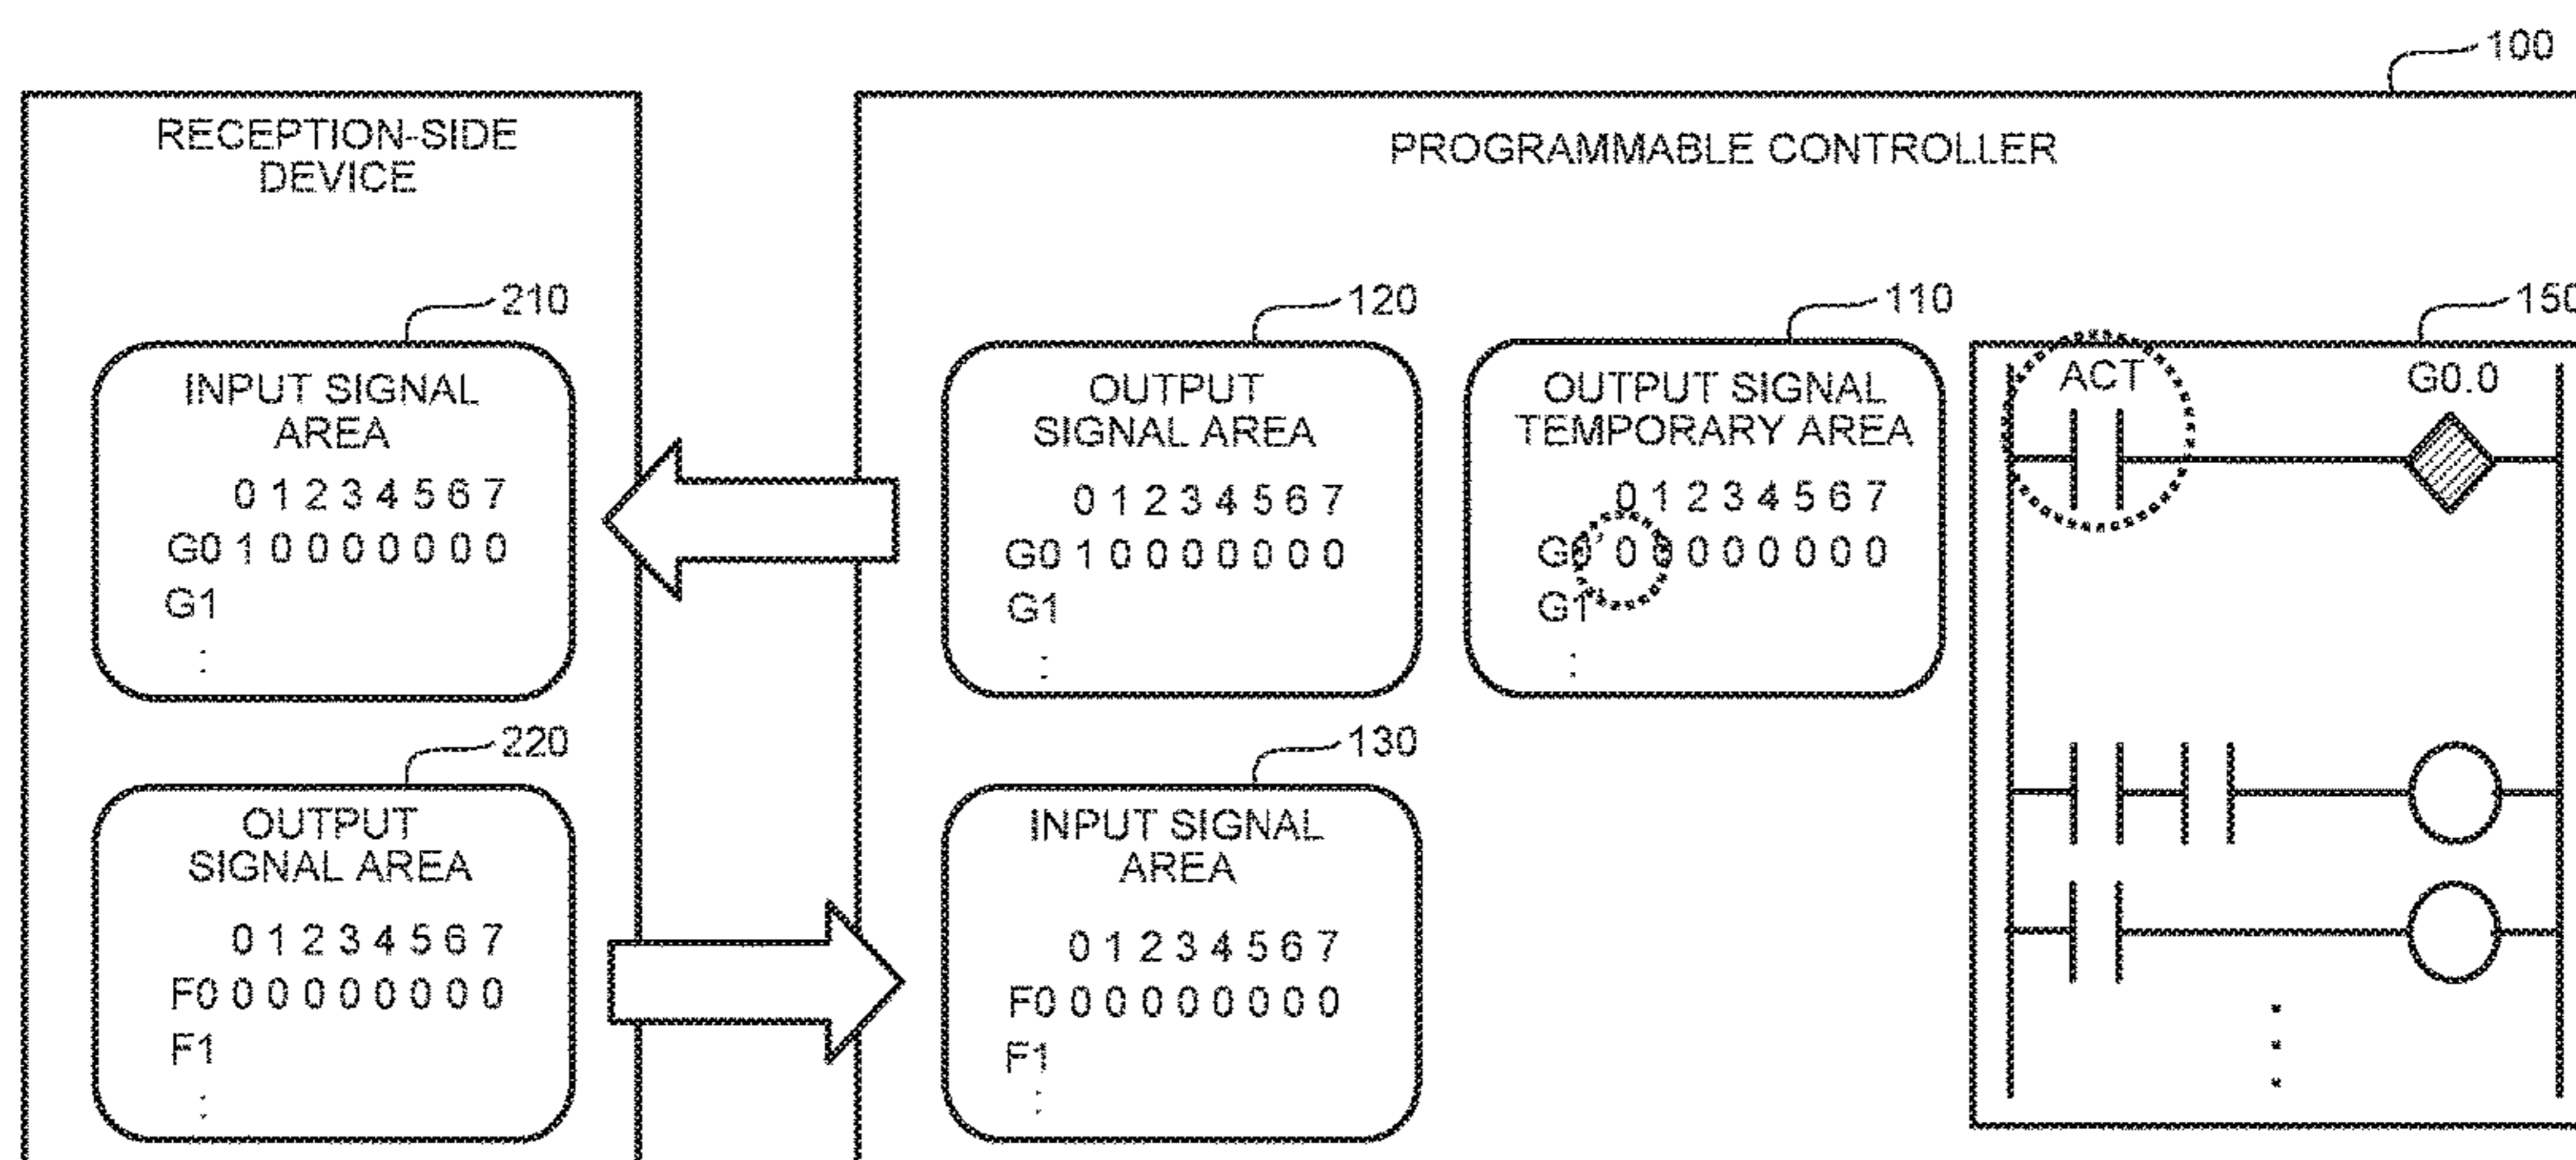 100
RECEPTION-SIDE
DEVICE
PROGRAMMABLE CONTROLLER
210
INPUT SIGNAL
AREA
0 1 2 3 4 5 6 7
G0 1 0 0 0 0 0 0 0
G1
:
120
OUTPUT
SIGNAL AREA
0 1 2 3 4 5 6 7
G0 1 0 0 0 0 0 0 0
G1
:
110
OUTPUT SIGNAL
TEMPORARY AREA
0 1 2 3 4 5 6 7
G0' 0 0 0 0 0 0 0 0
G1'
:
150
ACT
G0.0
220
OUTPUT
SIGNAL AREA
0 1 2 3 4 5 6 7
F0 0 0 0 0 0 0 0 0
F1
:
130
INPUT SIGNAL
AREA
0 1 2 3 4 5 6 7
F0 0 0 0 0 0 0 0 0
F1
: